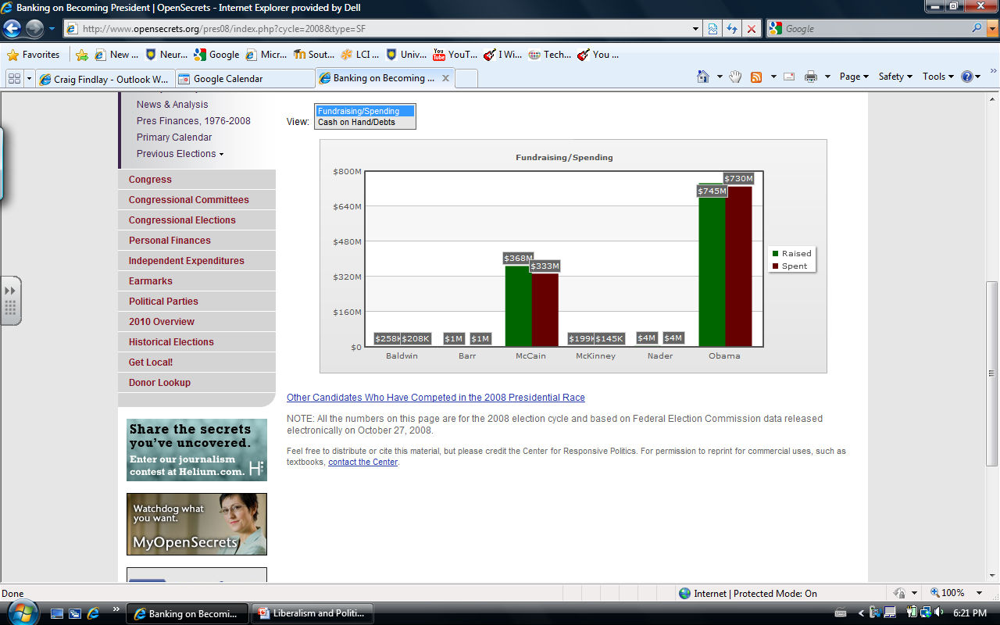 Banking on Becoming President | OpenSecrets - Internet Explorer provided by Dell
http://www.opensecrets.org/pres08/index.php?cycle=2008&type=SF
Google
Favorites
New ...
Neur...
Google
Micr...
Sout...
LCI ...
Univ...
You Tube
YouT...
I Wi...
Tech...
You ...
Craig Findlay - Outlook W...
Google Calendar
Banking on Becoming ...
Page
Safety
Tools
News & Analysis
Pres Finances, 1976-2008
Primary Calendar
Previous Elections
Congress
Congressional Committees
Congressional Elections
Personal Finances
Independent Expenditures
Earmarks
Political Parties
2010 Overview
Historical Elections
Get Local!
Donor Lookup
Share the secrets
you've uncovered.
Enter our journalism
contest at Helium.com.
H
Watchdog what
you want.
MyOpenSecrets
View:
Fundraising/Spending
Cash on Hand/Debts
Fundraising/Spending
$800M
$640M
$480M
$320M
$160M
$0
$258K $208K
$1M $1M
$368M $333M
$199K $145K
$4M $4M
$745M $730M
Baldwin Barr McCain McKinney Nader Obama
Raised
Spent
Other Candidates Who Have Competed in the 2008 Presidential Race
NOTE: All the numbers on this page are for the 2008 election cycle and based on Federal Election Commission data released
electronically on October 27, 2008.
Feel free to distribute or cite this material, but please credit the Center for Responsive Politics. For permission to reprint for commercial uses, such as
textbooks, contact the Center.
Done
Internet | Protected Mode: On
100%
Banking on Becomi...
Liberalism and Politi...
6:21 PM